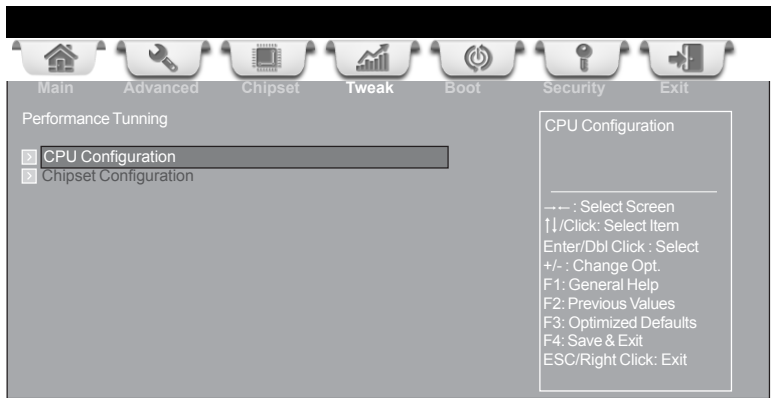 Main Advanced Chipset Tweak Boot Security Exit
Performance Tunning
CPU Configuration
Chipset Configuration
CPU Configuration
→← : Select Screen
↑↓/Click: Select Item
Enter/Dbl Click : Select
+/- : Change Opt.
F1: General Help
F2: Previous Values
F3: Optimized Defaults
F4: Save & Exit
ESC/Right Click: Exit